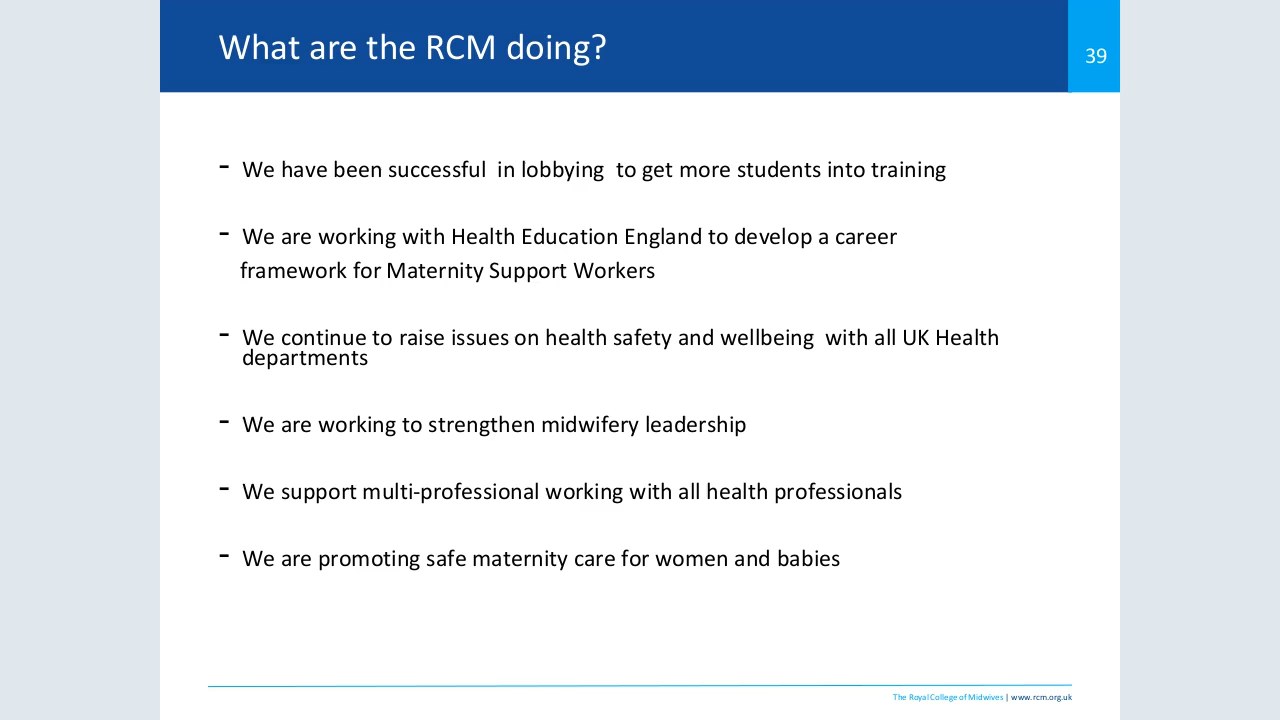 What are the RCM doing?
39
- We have been successful  in lobbying  to get more students into training
- We are working with Health Education England to develop a career
framework for Maternity Support Workers
- We continue to raise issues on health safety and wellbeing  with all UK Health
departments
- We are working to strengthen midwifery leadership
- We support multi-professional working with all health professionals
- We are promoting safe maternity care for women and babies
The Royal College of Midwives | www.rcm.org.uk